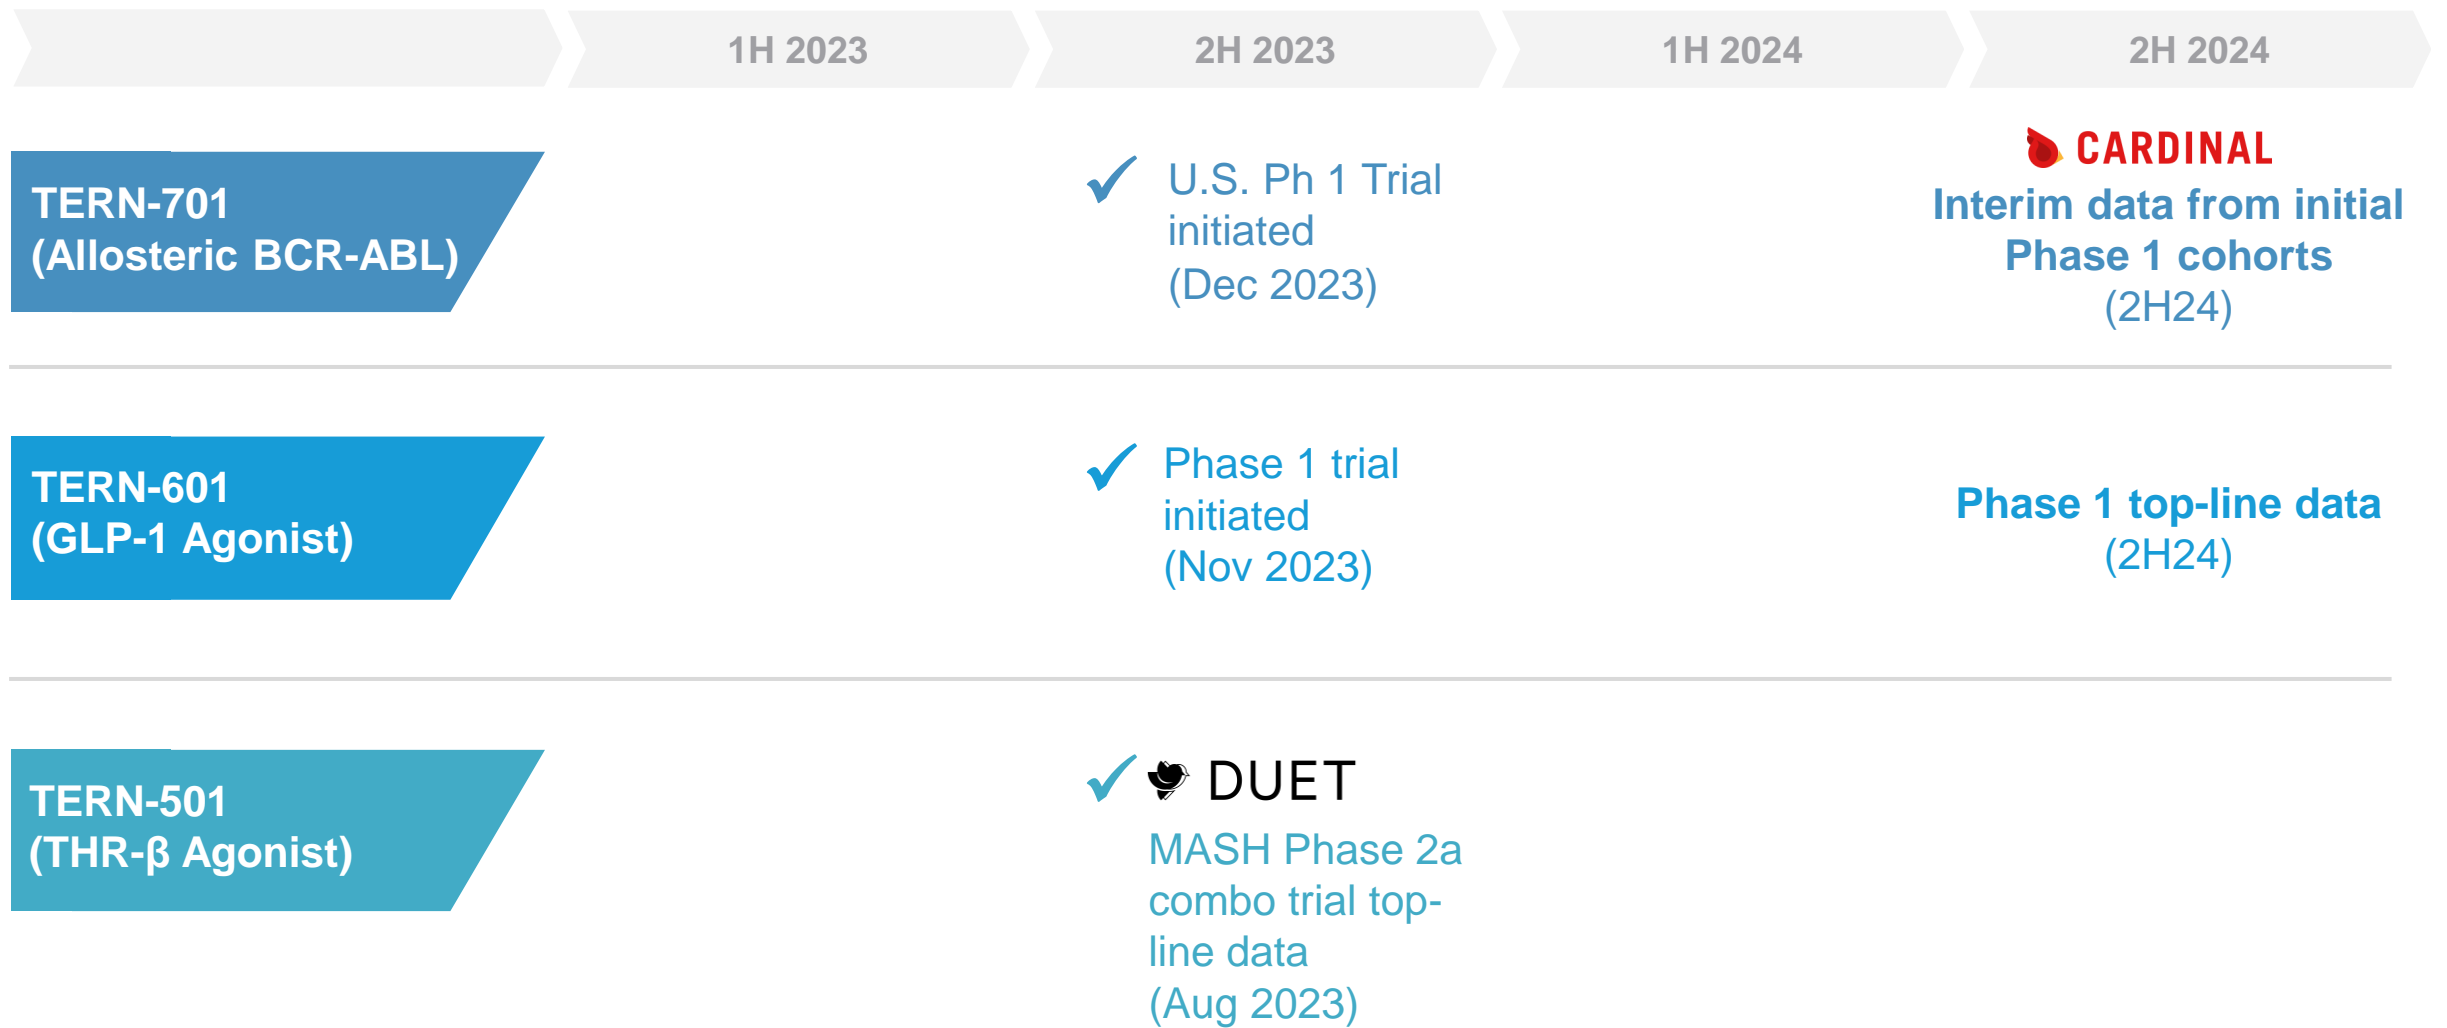 1H 2023
2H 2023
1H 2024
2H 2024
TERN-701
(Allosteric BCR-ABL)
U.S. Ph 1 Trial
initiated
(Dec 2023)
CARDINAL
Interim data from initial
Phase 1 cohorts
(2H24)
TERN-601
(GLP-1 Agonist)
Phase 1 trial
initiated
(Nov 2023)
Phase 1 top-line data
(2H24)
TERN-501
(THR-β Agonist)
DUET
MASH Phase 2a
combo trial top-
line data
(Aug 2023)